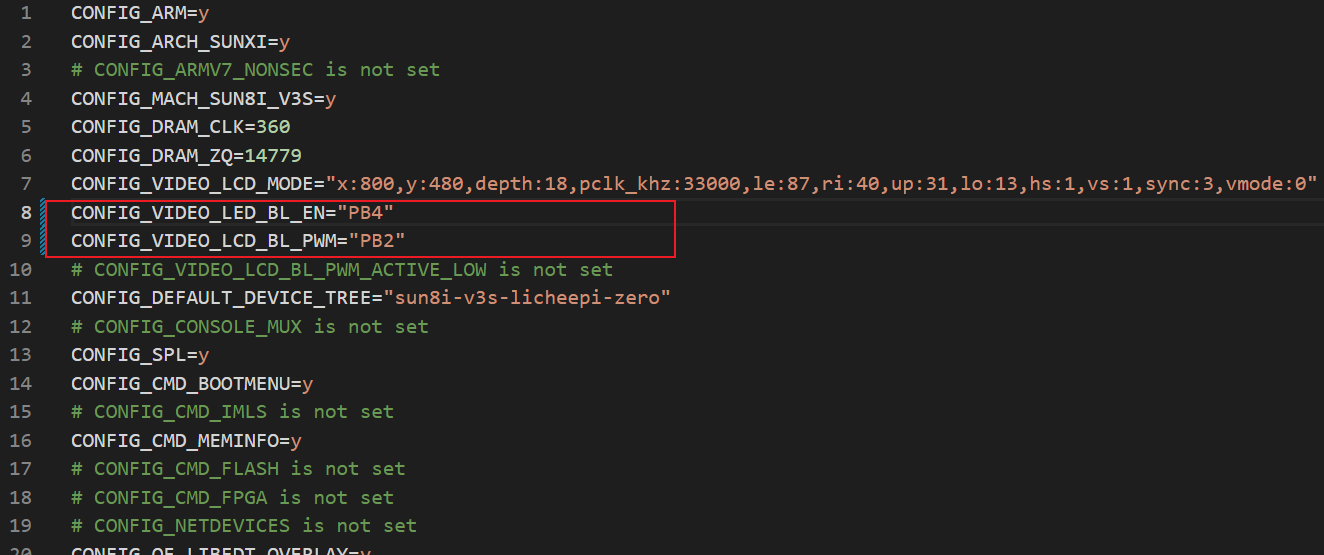 1 CONFIG_ARM=y
2 CONFIG_ARCH_SUNXI=y
3 # CONFIG_ARMV7_NONSEC is not set
4 CONFIG_MACH_SUN8I_V3S=y
5 CONFIG_DRAM_CLK=360
6 CONFIG_DRAM_ZQ=14779
7 CONFIG_VIDEO_LCD_MODE="x:800,y:480,depth:18,pclk_khz:33000,le:87,ri:40,up:31,lo:13,hs:1,vs:1,sync:3,vmode:0"
8 CONFIG_VIDEO_LED_BL_EN="PB4"
9 CONFIG_VIDEO_LCD_BL_PWM="PB2"
10 # CONFIG_VIDEO_LCD_BL_PWM_ACTIVE_LOW is not set
11 CONFIG_DEFAULT_DEVICE_TREE="sun8i-v3s-licheepi-zero"
12 # CONFIG_CONSOLE_MUX is not set
13 CONFIG_SPL=y
14 CONFIG_CMD_BOOTMENU=y
15 # CONFIG_CMD_IMLS is not set
16 CONFIG_CMD_MEMINFO=y
17 # CONFIG_CMD_FLASH is not set
18 # CONFIG_CMD_FPGA is not set
19 # CONFIG_NETDEVICES is not set
20 CONFIG_OF_LIBFDT_OVERLAY=y